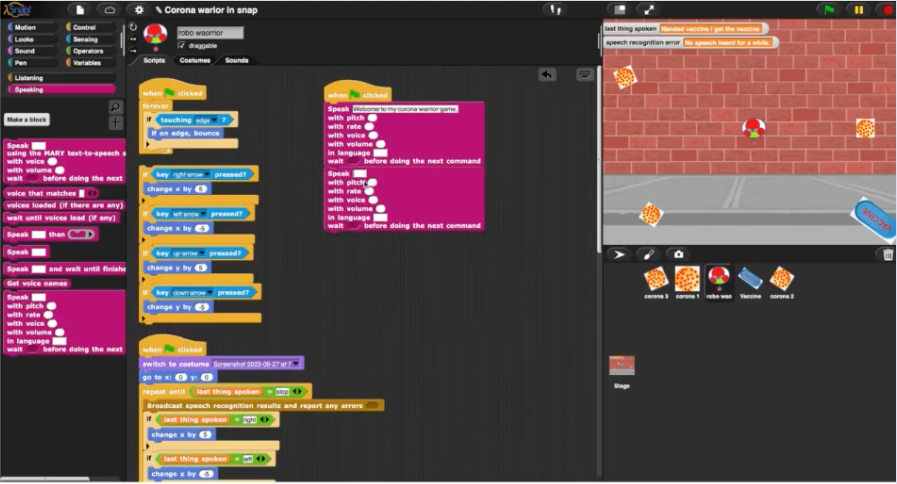 Snap!
Corona warior in snap
Motion
Control
Looks
Sensing
Sound
Operators
Pen
Variables
Listening
Speaking
Make a block
Speak
using the MARY text-to-speech s
with voice
with volume
wait before doing the next
voice that matches
voices loaded (if there are any)
wait until voices load (if any)
Speak then
Speak
Speak and wait until finishe
Get voice names
Speak
with pitch
with rate
with voice
with volume
in language
wait before doing the next
robo waorrior
draggable
Scripts Costumes Sounds
when clicked
forever
if touching edge ?
if on edge, bounce
if key right arrow pressed?
change x by 5
if key left arrow pressed?
change x by -5
if key up arrow pressed?
change y by 5
if key down arrow pressed?
change y by -5
when clicked
switch to costume Screenshot 2023-09-27 at 7
go to x: 0 y: 0
repeat until last thing spoken = stop
Broadcast speech recognition results and report any errors
if last thing spoken = right
change x by 5
if last thing spoken = left
change x by -5
when clicked
Speak Welcome to my corona warrior game.
with pitch
with rate
with voice
with volume
in language
wait before doing the next command
Speak
with pitch
with rate
with voice
with volume
in language
wait before doing the next command
last thing spoken Nanded vaccine I get the vaccine
speech recognition error No speech heard for a while.
VACCINE
corona 3
corona 1
robo wao
Vaccine
corona 2
Stage